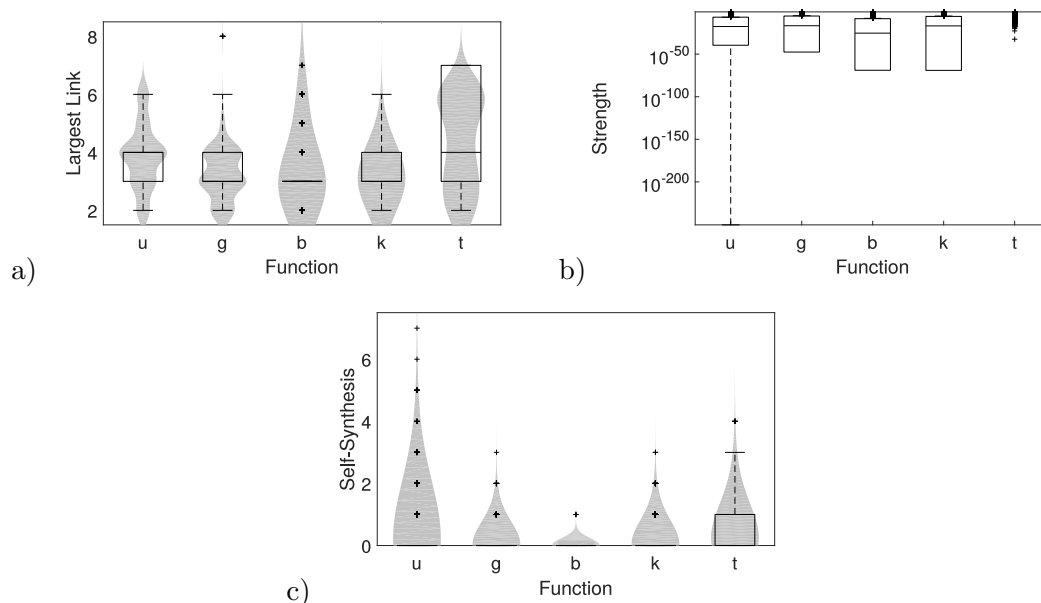 8
6
4
2
Largest Link
u g b k t
Function
a)
10^-50
10^-100
10^-150
10^-200
Strength
u g b k t
Function
b)
6
4
2
0
Self-Synthesis
u g b k t
Function
c)